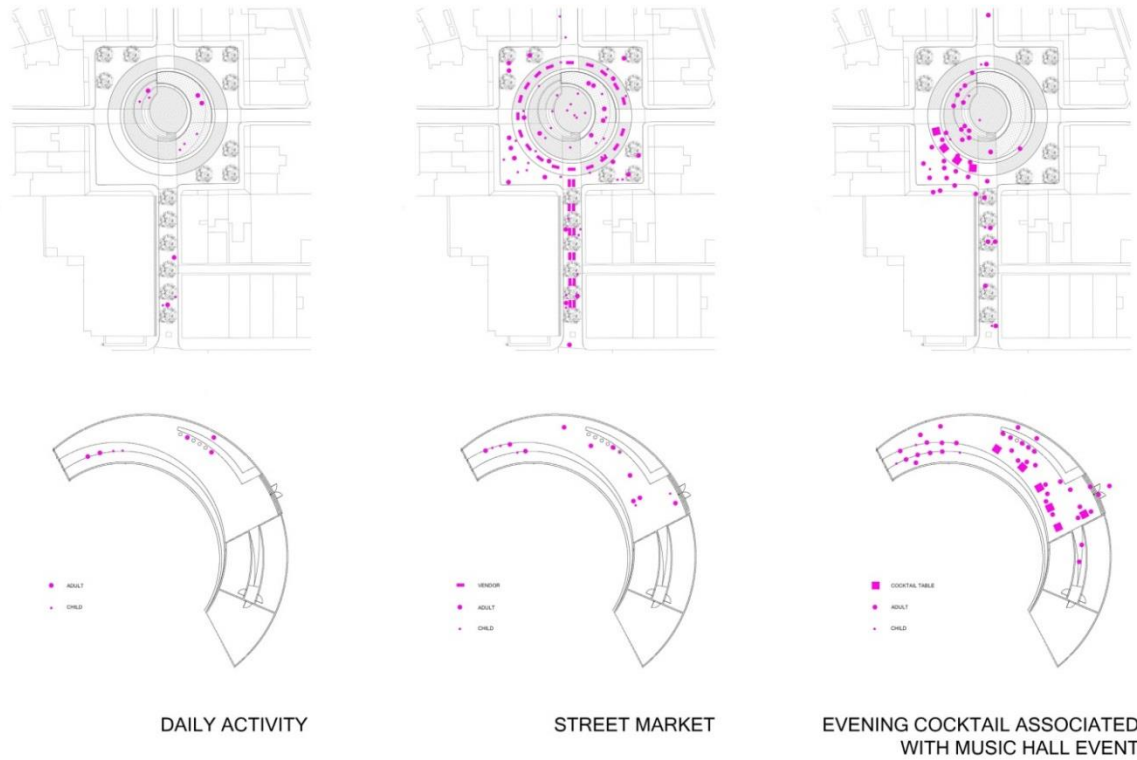 ADULT
CHILD
VENDOR
ADULT
CHILD
COCKTAIL TABLE
ADULT
CHILD
DAILY ACTIVITY
STREET MARKET
EVENING COCKTAIL ASSOCIATED
WITH MUSIC HALL EVENT